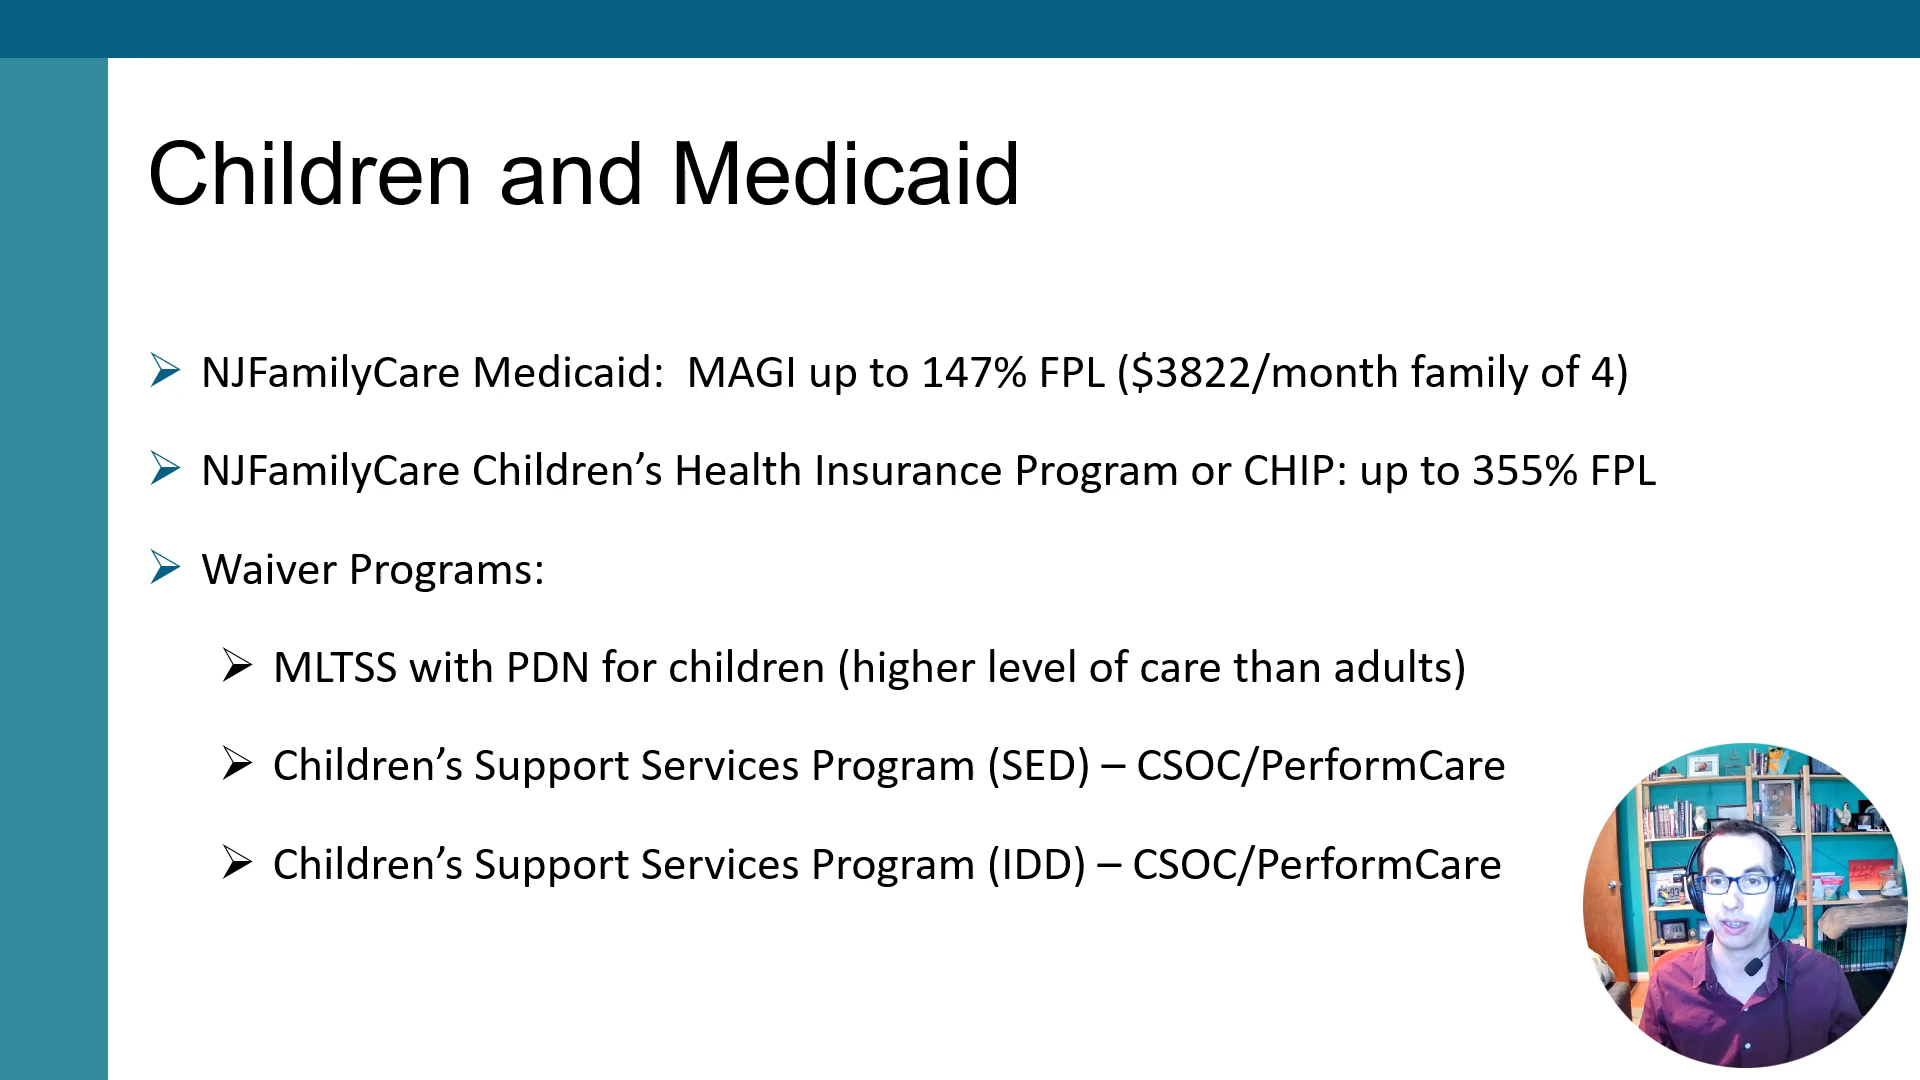 Children and Medicaid
NJFamilyCare Medicaid:  MAGI up to 147% FPL ($3822/month family of 4)
NJFamilyCare Children’s Health Insurance Program or CHIP: up to 355% FPL
Waiver Programs:
MLTSS with PDN for children (higher level of care than adults)
Children’s Support Services Program (SED) – CSOC/PerformCare
Children’s Support Services Program (IDD) – CSOC/PerformCare